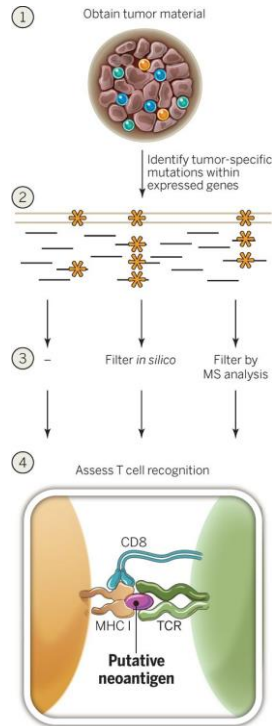 1
Obtain tumor material
Identify tumor-specific
mutations within
expressed genes
2
3
–
Filter in silico
Filter by
MS analysis
4
Assess T cell recognition
CD8
MHC I
TCR
Putative
neoantigen